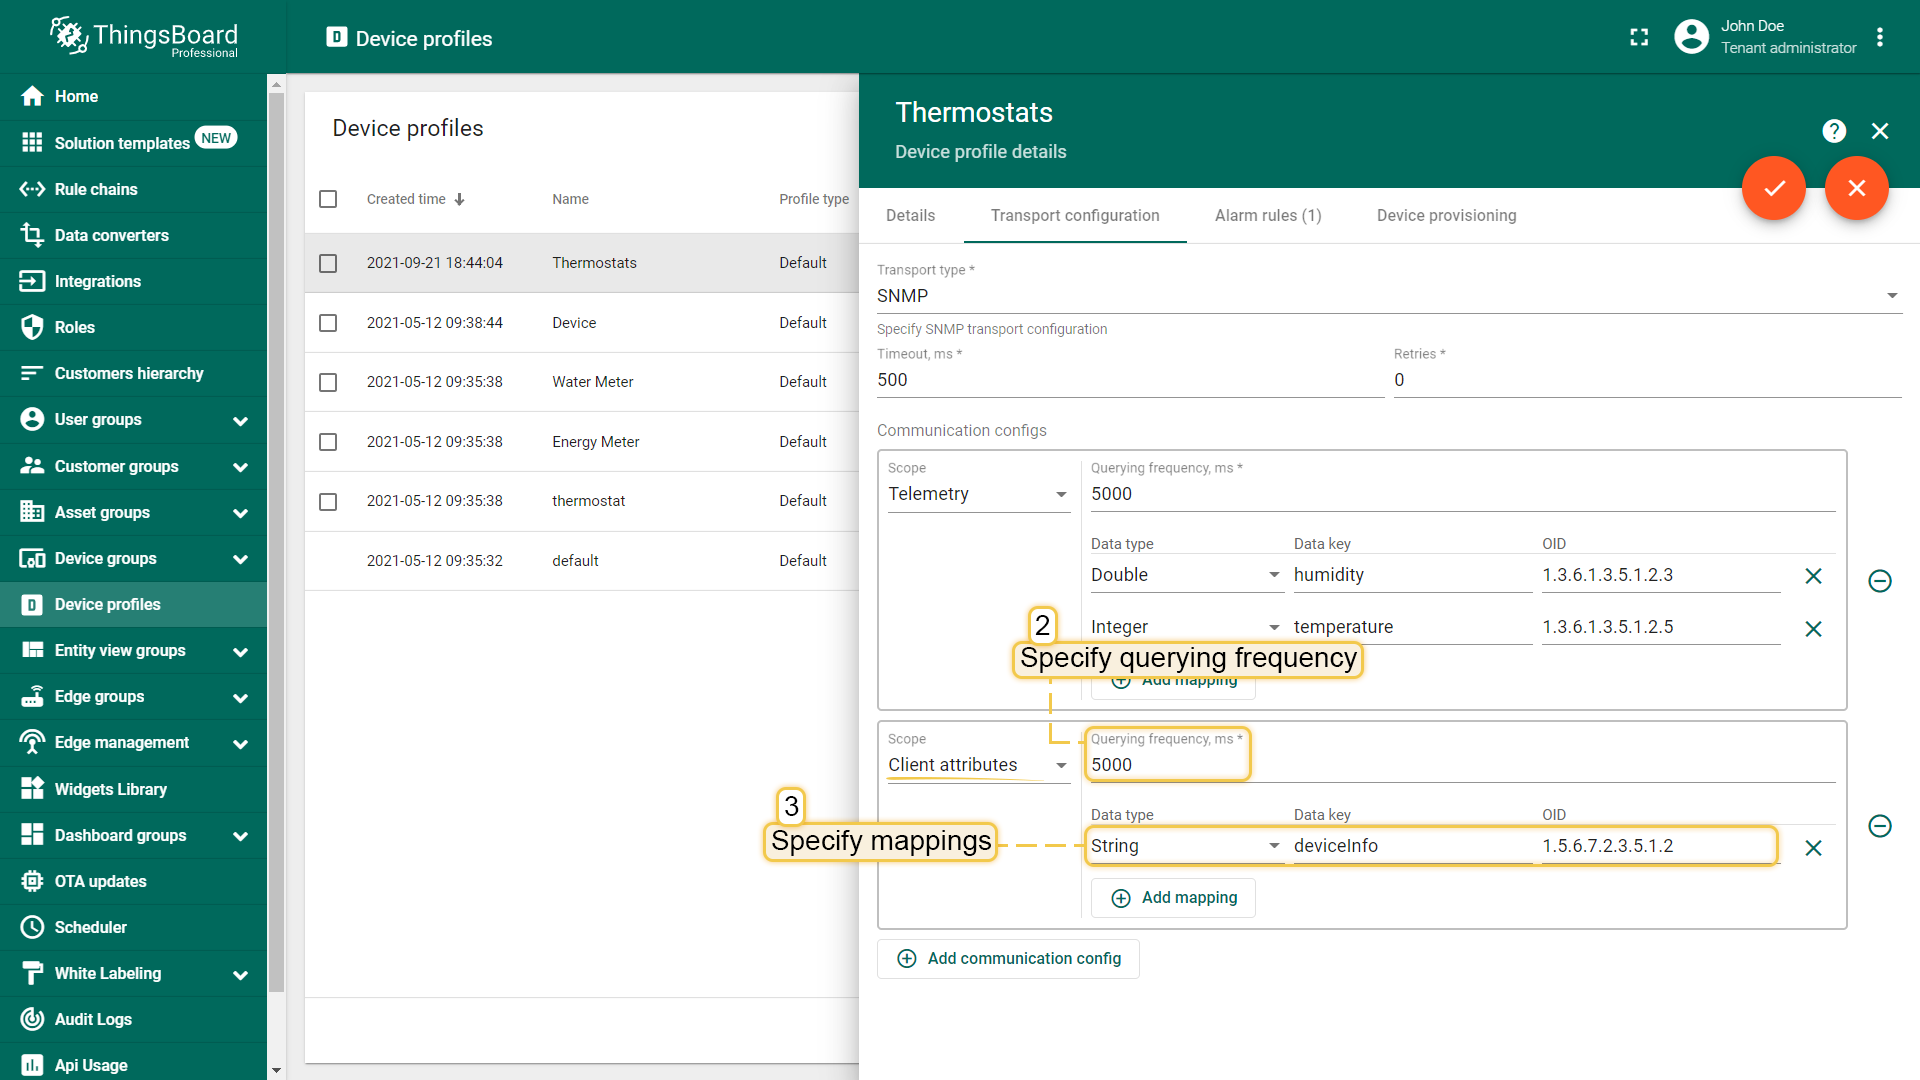 ThingsBoard
Professional
Device profiles
John Doe
Tenant administrator
Home
Solution templates NEW
Rule chains
Data converters
Integrations
Roles
Customers hierarchy
User groups
Customer groups
Asset groups
Device groups
Device profiles
Entity view groups
Edge groups
Edge management
Widgets Library
Dashboard groups
OTA updates
Scheduler
White Labeling
Audit Logs
Api Usage
Device profiles
Created time Name Profile type
2021-09-21 18:44:04 Thermostats Default
2021-05-12 09:38:44 Device Default
2021-05-12 09:35:38 Water Meter Default
2021-05-12 09:35:38 Energy Meter Default
2021-05-12 09:35:38 thermostat Default
2021-05-12 09:35:32 default Default
Thermostats
Device profile details
Details Transport configuration Alarm rules (1) Device provisioning
Transport type *
SNMP
Specify SNMP transport configuration
Timeout, ms * Retries *
500 0
Communication configs
Scope Querying frequency, ms *
Telemetry 5000
Data type Data key OID
Double humidity 1.3.6.1.3.5.1.2.3
Integer temperature 1.3.6.1.3.5.1.2.5
2
Specify querying frequency
Add mapping
Scope Querying frequency, ms *
Client attributes 5000
3
Specify mappings
Data type Data key OID
String deviceInfo 1.5.6.7.2.3.5.1.2
Add mapping
Add communication config